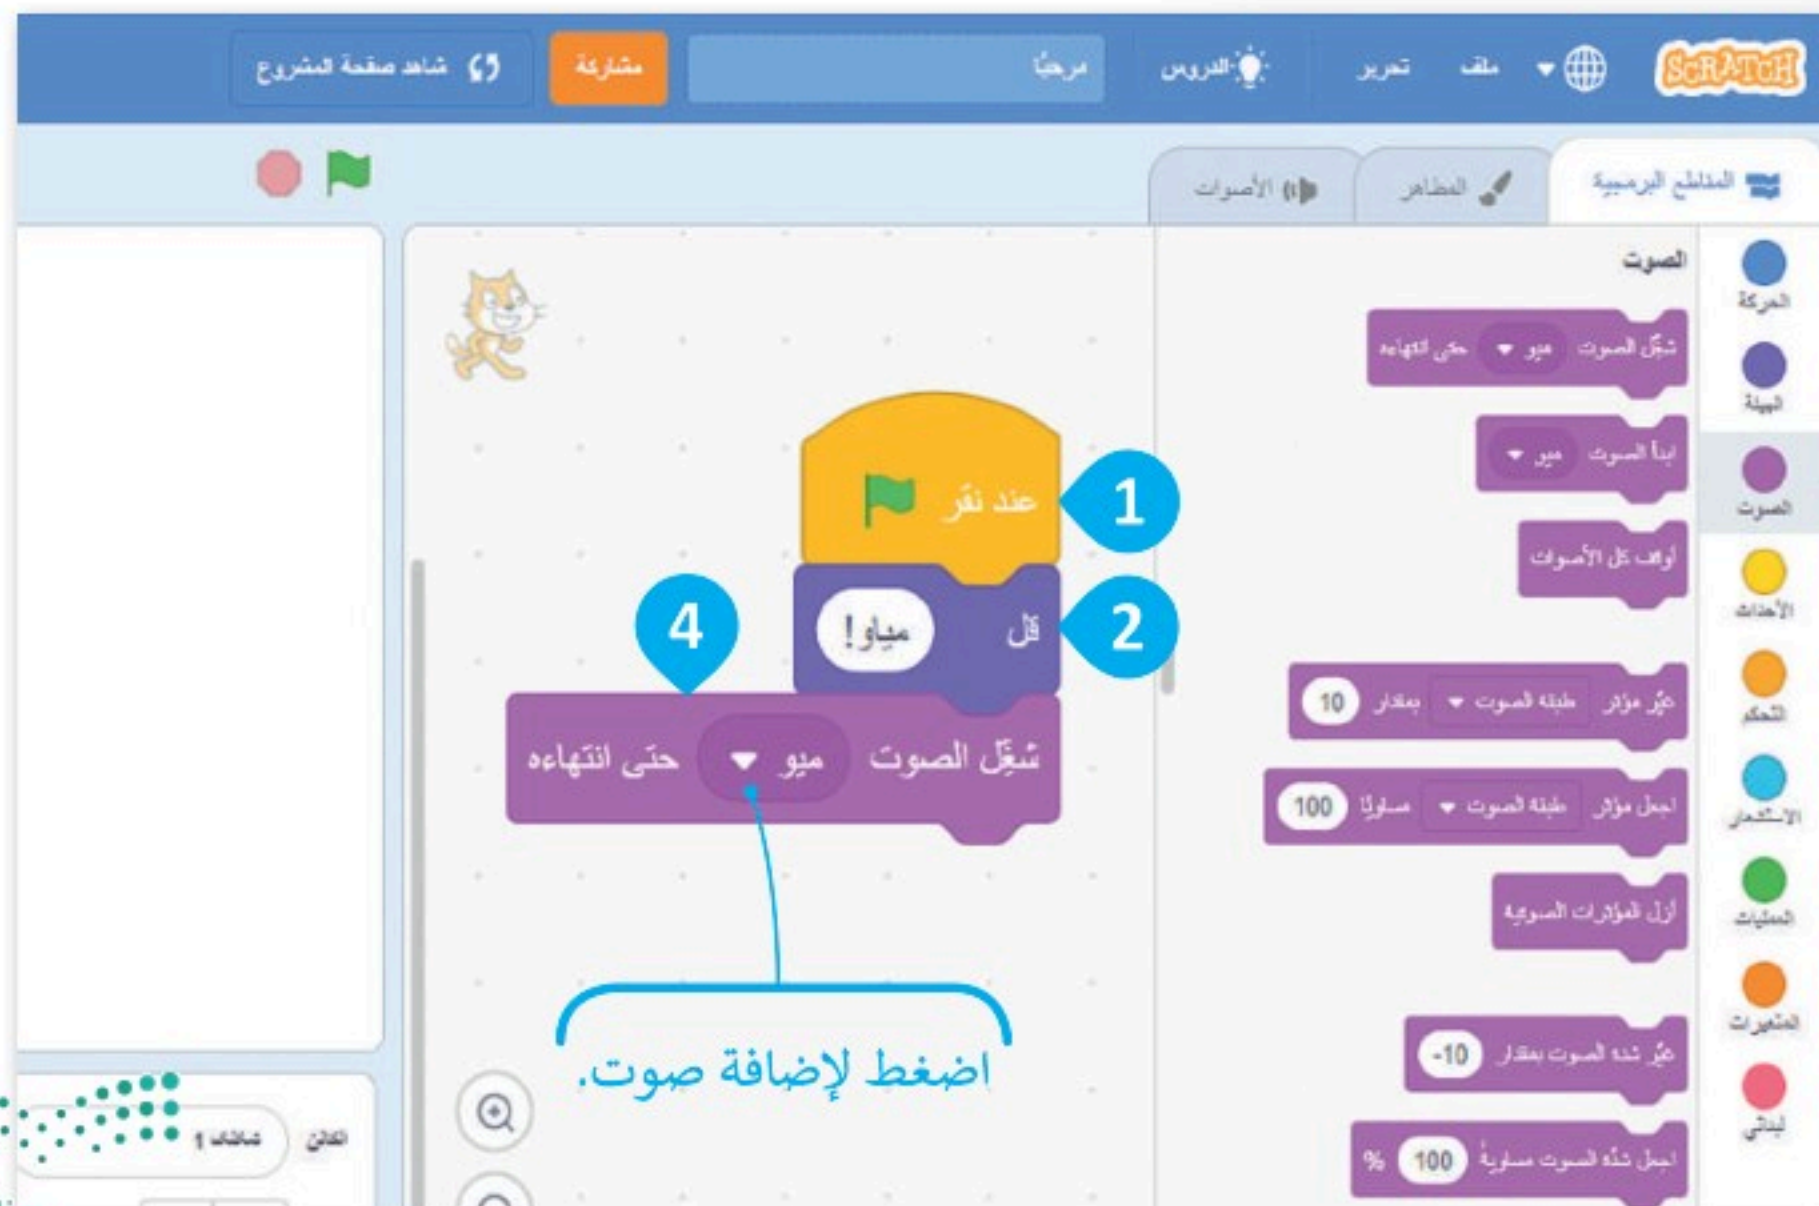 SCRATCH ملف تحرير الدروس مرحبًا مشاركة شاهد صفحة المشروع
المقاطع البرمجية المظاهر الأصوات
الصوت
الحركة
شغّل الصوت ميو حتى انتهاءه
الهيئة
ابدأ الصوت ميو
الصوت
أوقف كل الأصوات
الأحداث
غيّر مؤثر طبقة الصوت بمقدار 10
التحكم
اجعل مؤثر طبقة الصوت مساويًا 100
الاستشعار
أزل المؤثرات الصوتية
العمليات
غيّر شدة الصوت بمقدار -10
المتغيرات
اجعل شدّة الصوت مساويةً 100 %
لبناتي
عند نقر 1
قل مياو! 2
4
شغّل الصوت ميو حتى انتهاءه
اضغط لإضافة صوت.
الكائن